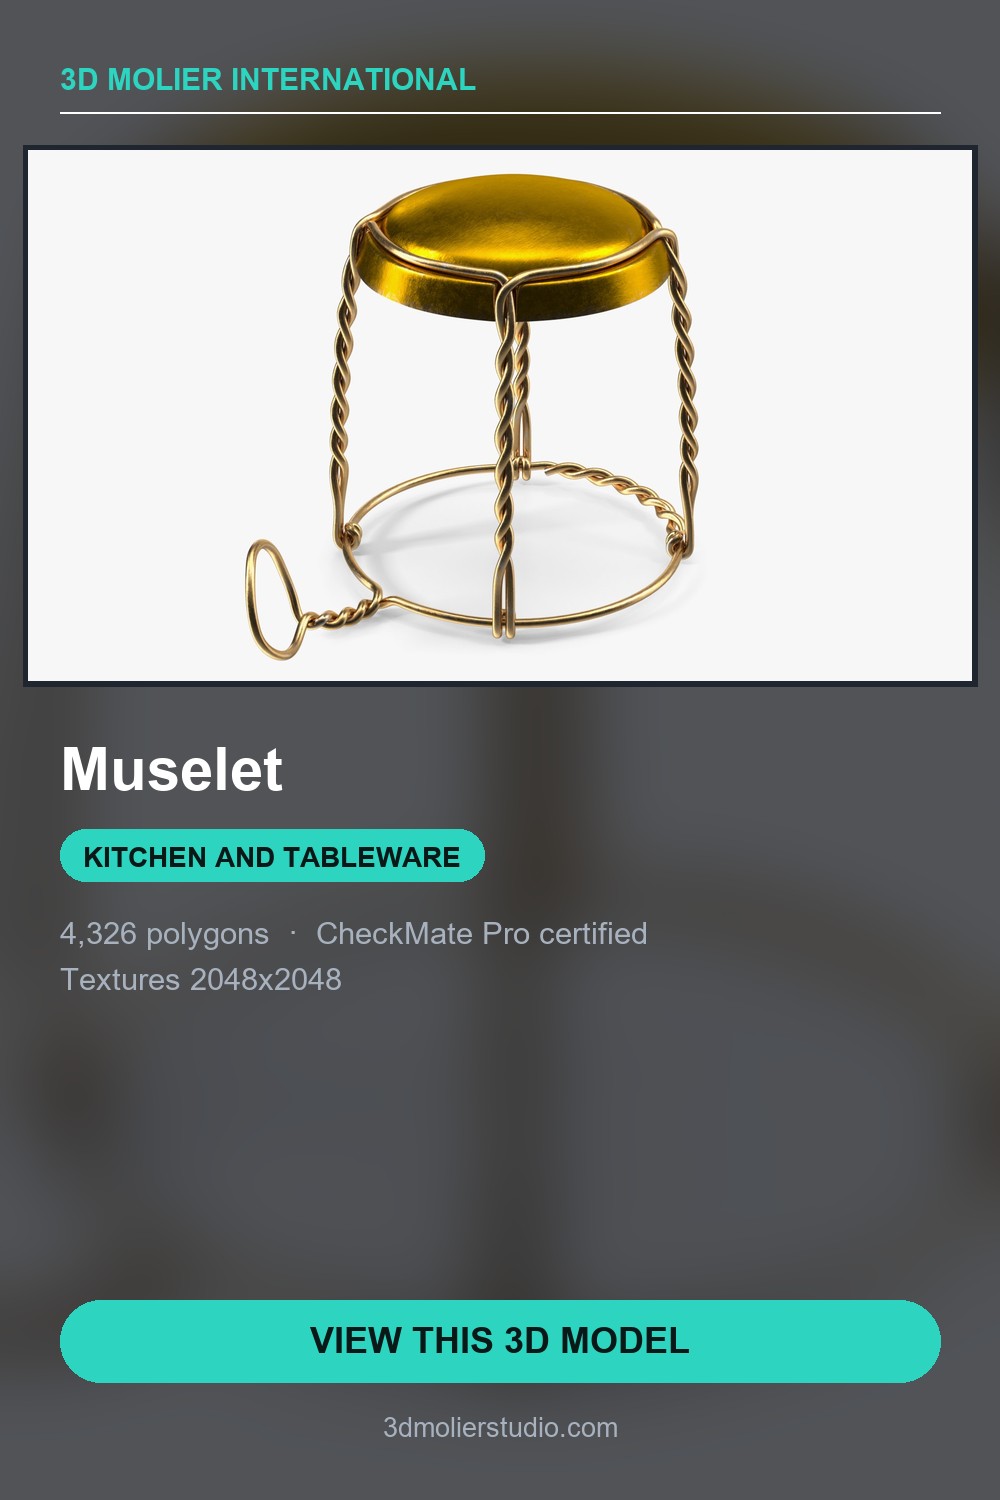 3D MOLIER INTERNATIONAL
Muselet
KITCHEN AND TABLEWARE
4,326 polygons · CheckMate Pro certified
Textures 2048x2048
VIEW THIS 3D MODEL
3dmolierstudio.com